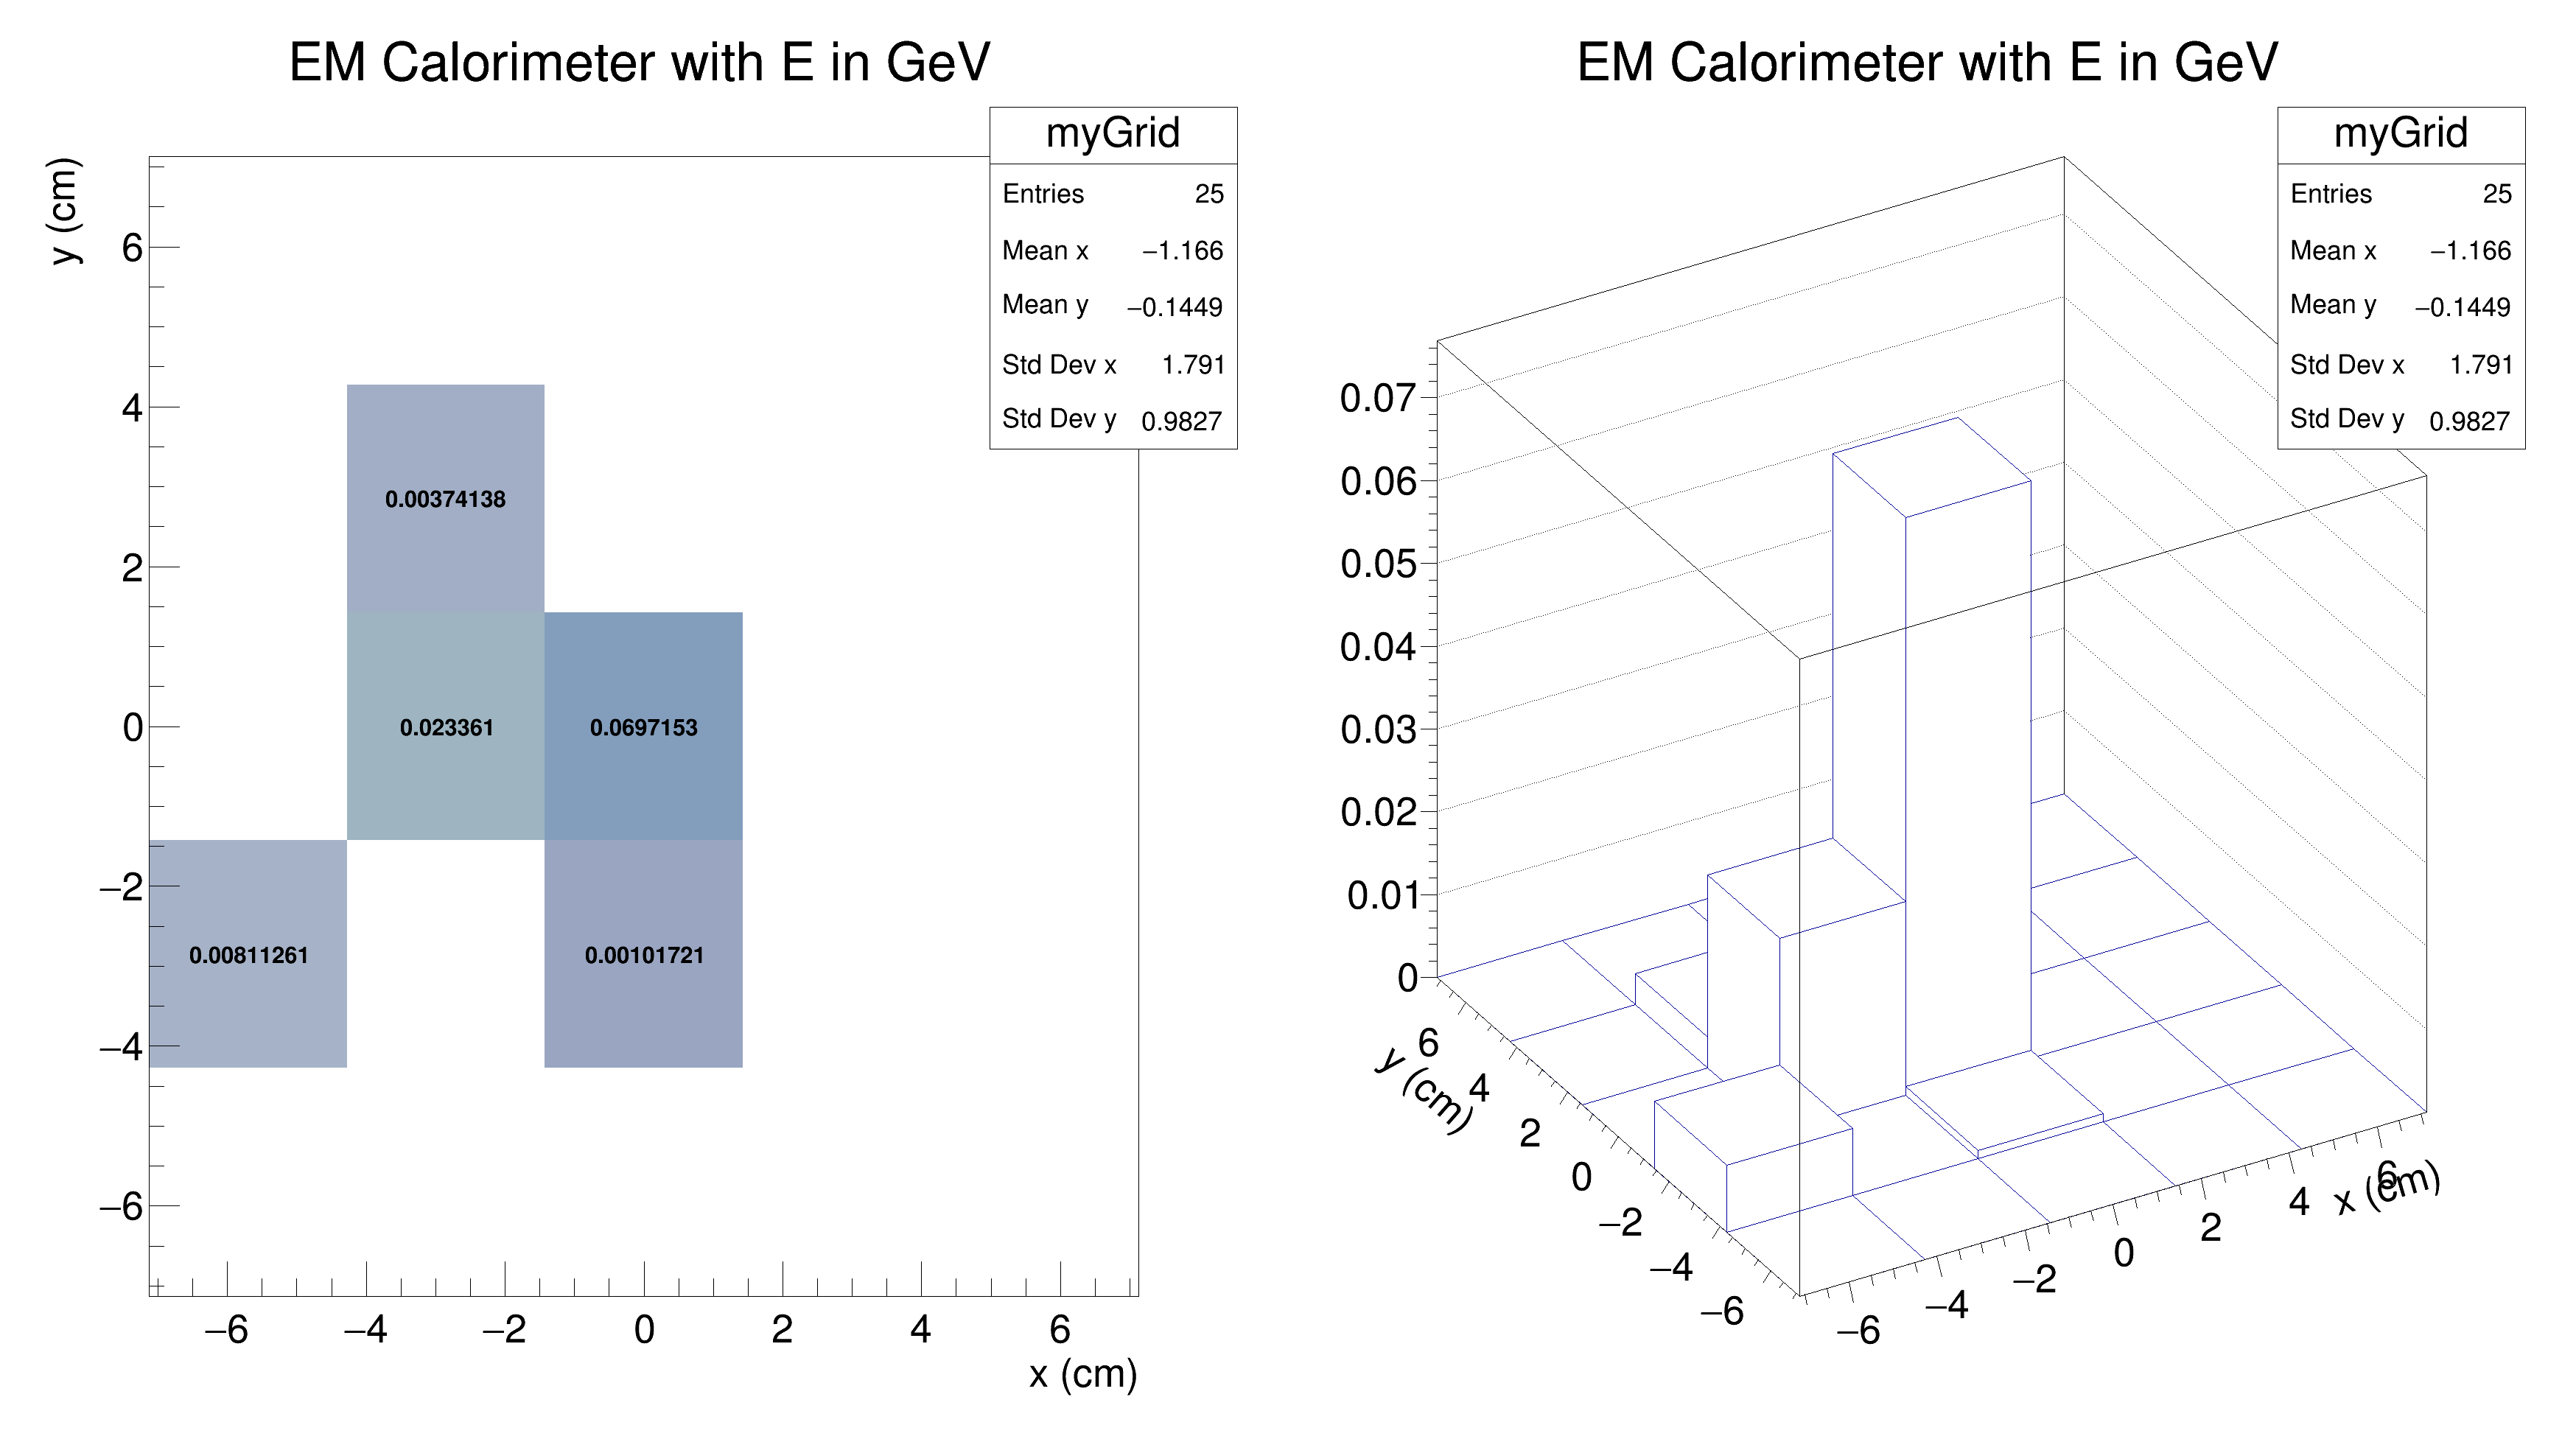 EM Calorimeter with E in GeV
myGrid
Entries 25
Mean x −1.166
Mean y −0.1449
Std Dev x 1.791
Std Dev y 0.9827
y (cm)
6
4
2
0
−2
−4
−6
0.00374138
0.023361 0.0697153
0.00811261 0.00101721
−6 −4 −2 0 2 4 6
x (cm)
EM Calorimeter with E in GeV
myGrid
Entries 25
Mean x −1.166
Mean y −0.1449
Std Dev x 1.791
Std Dev y 0.9827
0.07
0.06
0.05
0.04
0.03
0.02
0.01
0
y (cm)
6
4
2
0
−2
−4
−6
−6 −4 −2 0 2 4 6
x (cm)